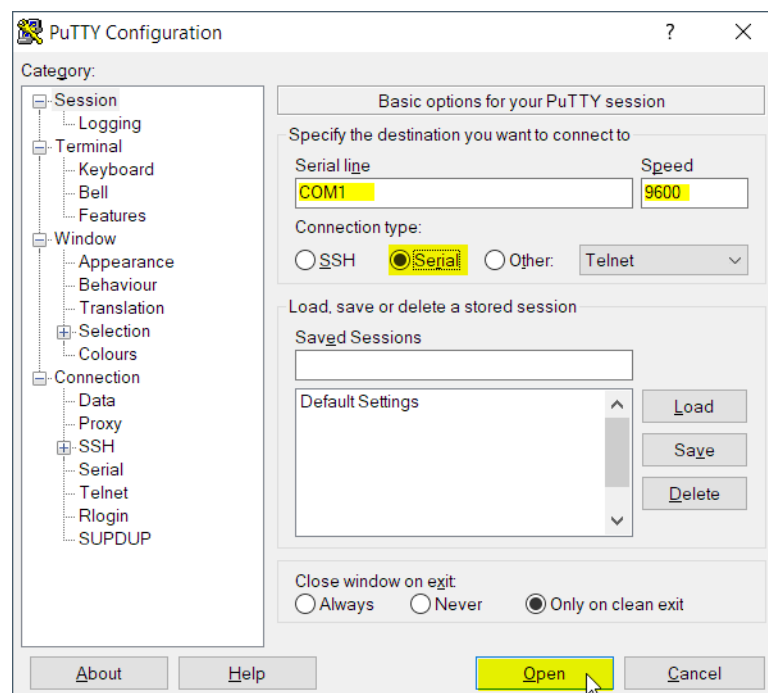 PuTTY Configuration
?
Category:
Session
Logging
Terminal
Keyboard
Bell
Features
Window
Appearance
Behaviour
Translation
Selection
Colours
Connection
Data
Proxy
SSH
Serial
Telnet
Rlogin
SUPDUP
Basic options for your PuTTY session
Specify the destination you want to connect to
Serial line Speed
COM1 9600
Connection type:
SSH Serial Other: Telnet
Load, save or delete a stored session
Saved Sessions
Default Settings
Load
Save
Delete
Close window on exit:
Always Never Only on clean exit
About Help Open Cancel